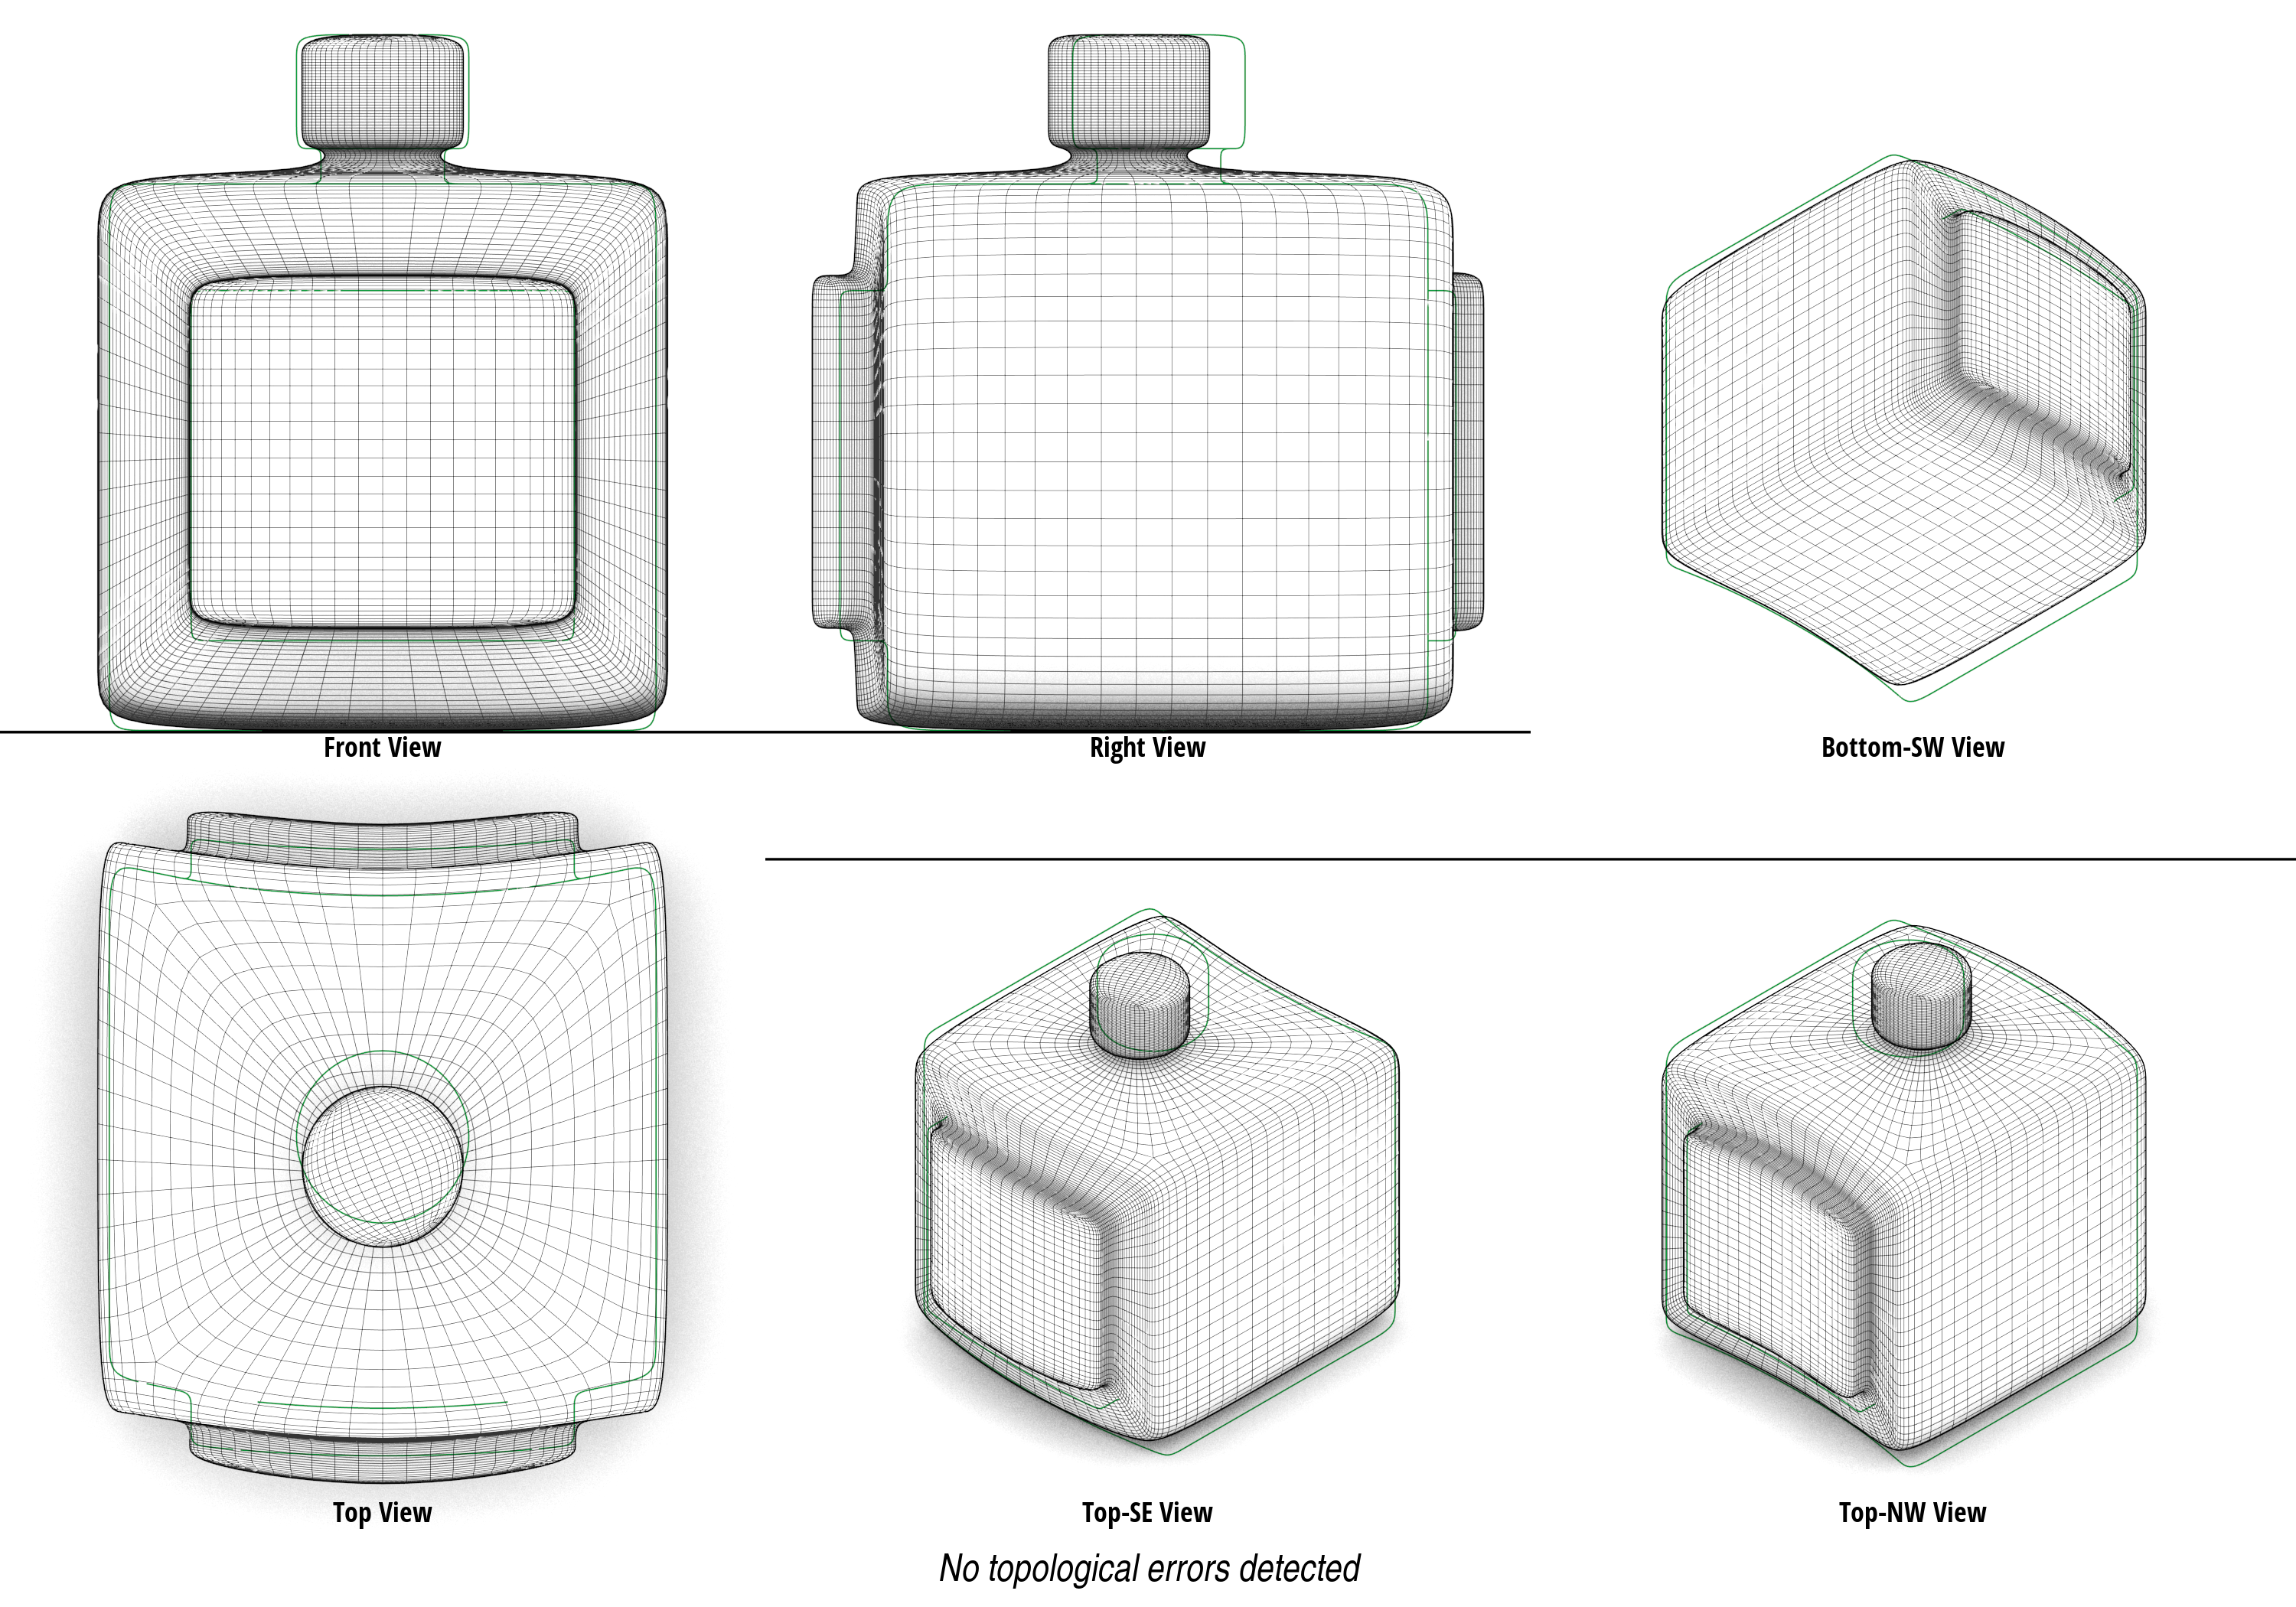 Front View
Right View
Bottom-SW View
Top View
Top-SE View
Top-NW View
No topological errors detected